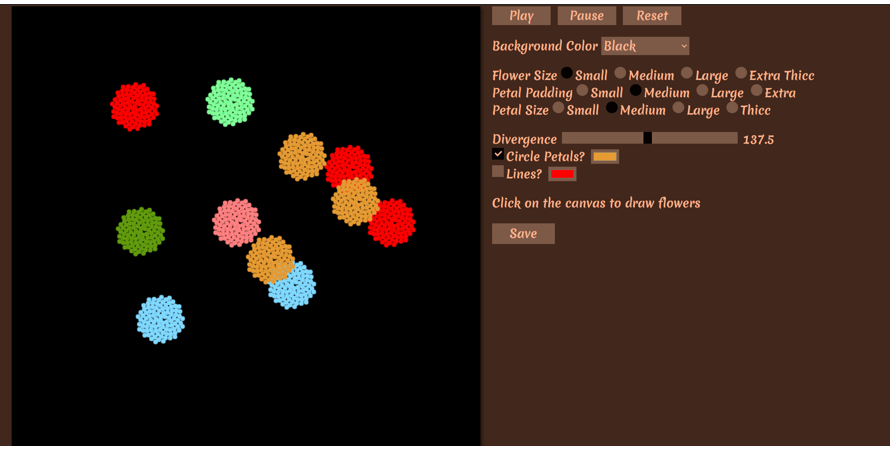 Play Pause Reset
Background Color Black
Flower Size Small Medium Large Extra Thicc
Petal Padding Small Medium Large Extra
Petal Size Small Medium Large Thicc
Divergence 137.5
Circle Petals?
Lines?
Click on the canvas to draw flowers
Save